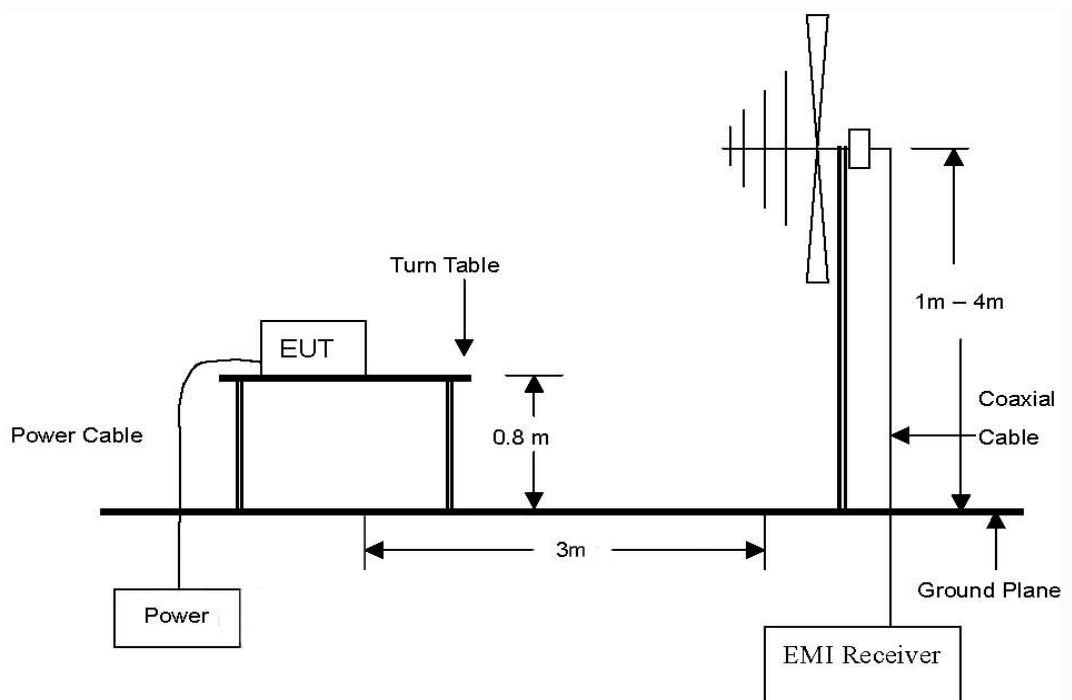 Turn Table
EUT
1m – 4m
Coaxial
Cable
Power Cable
0.8 m
3m
Ground Plane
Power
EMI Receiver